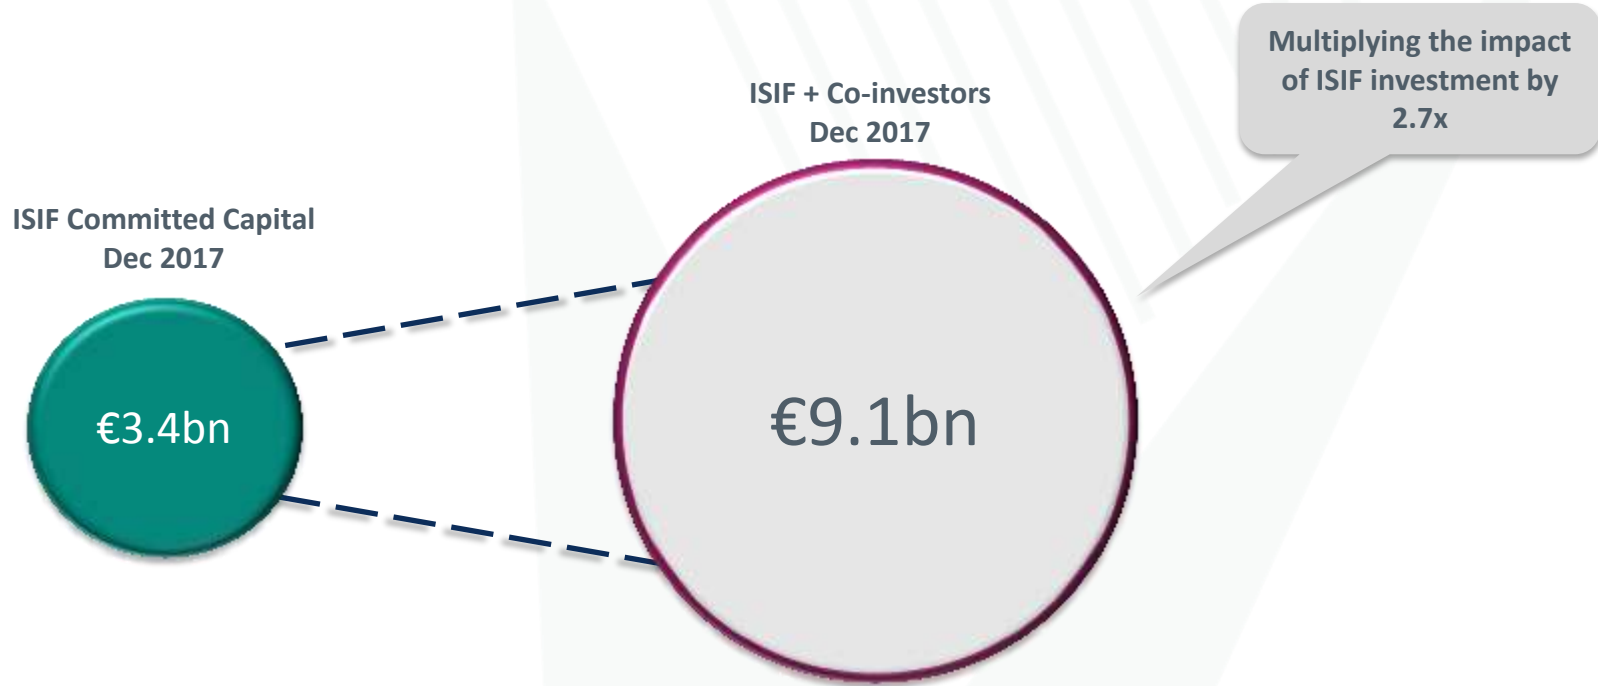 Multiplying the impact
of ISIF investment by
2.7x
ISIF + Co-investors
Dec 2017
ISIF Committed Capital
Dec 2017
€3.4bn
€9.1bn